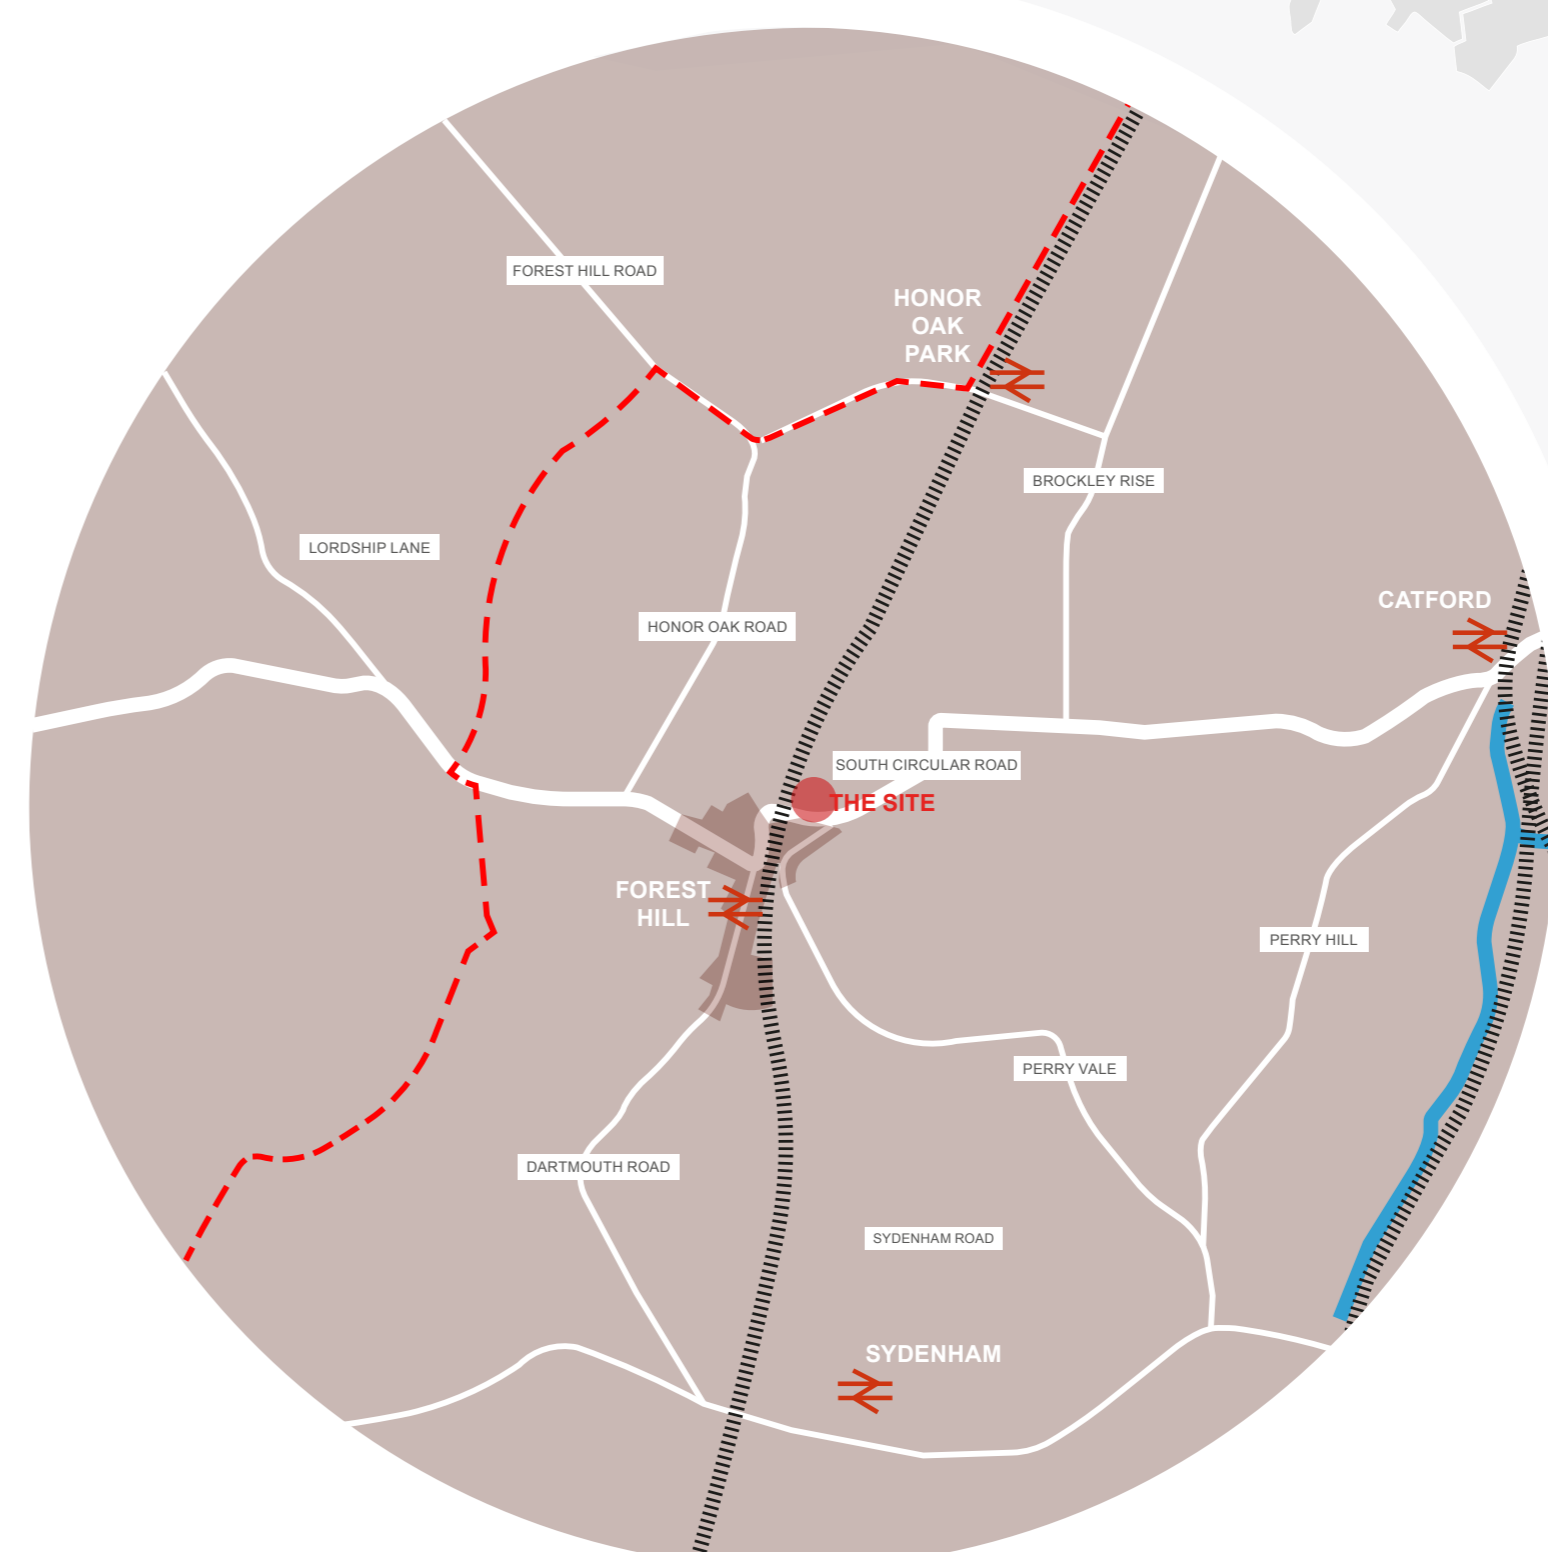 FOREST HILL ROAD
HONOR
OAK
PARK
BROCKLEY RISE
LORDSHIP LANE
CATFORD
HONOR OAK ROAD
SOUTH CIRCULAR ROAD
THE SITE
FOREST
HILL
PERRY HILL
PERRY VALE
DARTMOUTH ROAD
SYDENHAM ROAD
SYDENHAM